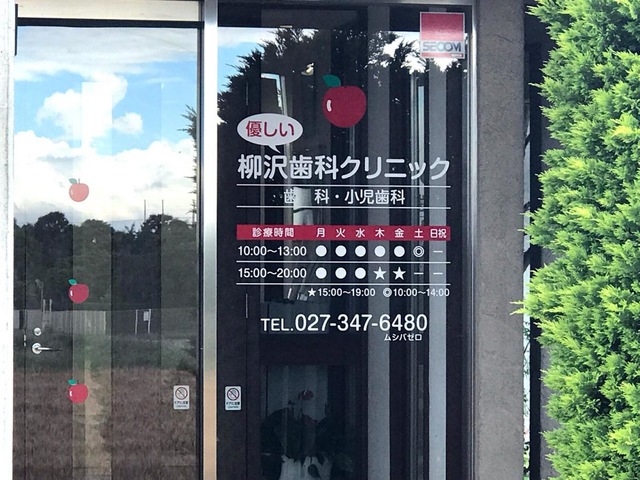 SECOM
優しい
柳沢歯科クリニック
歯 科・小児歯科
診療時間 月 火 水 木 金 土 日祝
10:00〜13:00 ● ● ● ● ● ◎ ー
15:00〜20:00 ● ● ● ★ ★ ー ー
★15:00〜19:00 ◎10:00〜14:00
TEL.027-347-6480
ムシバゼロ